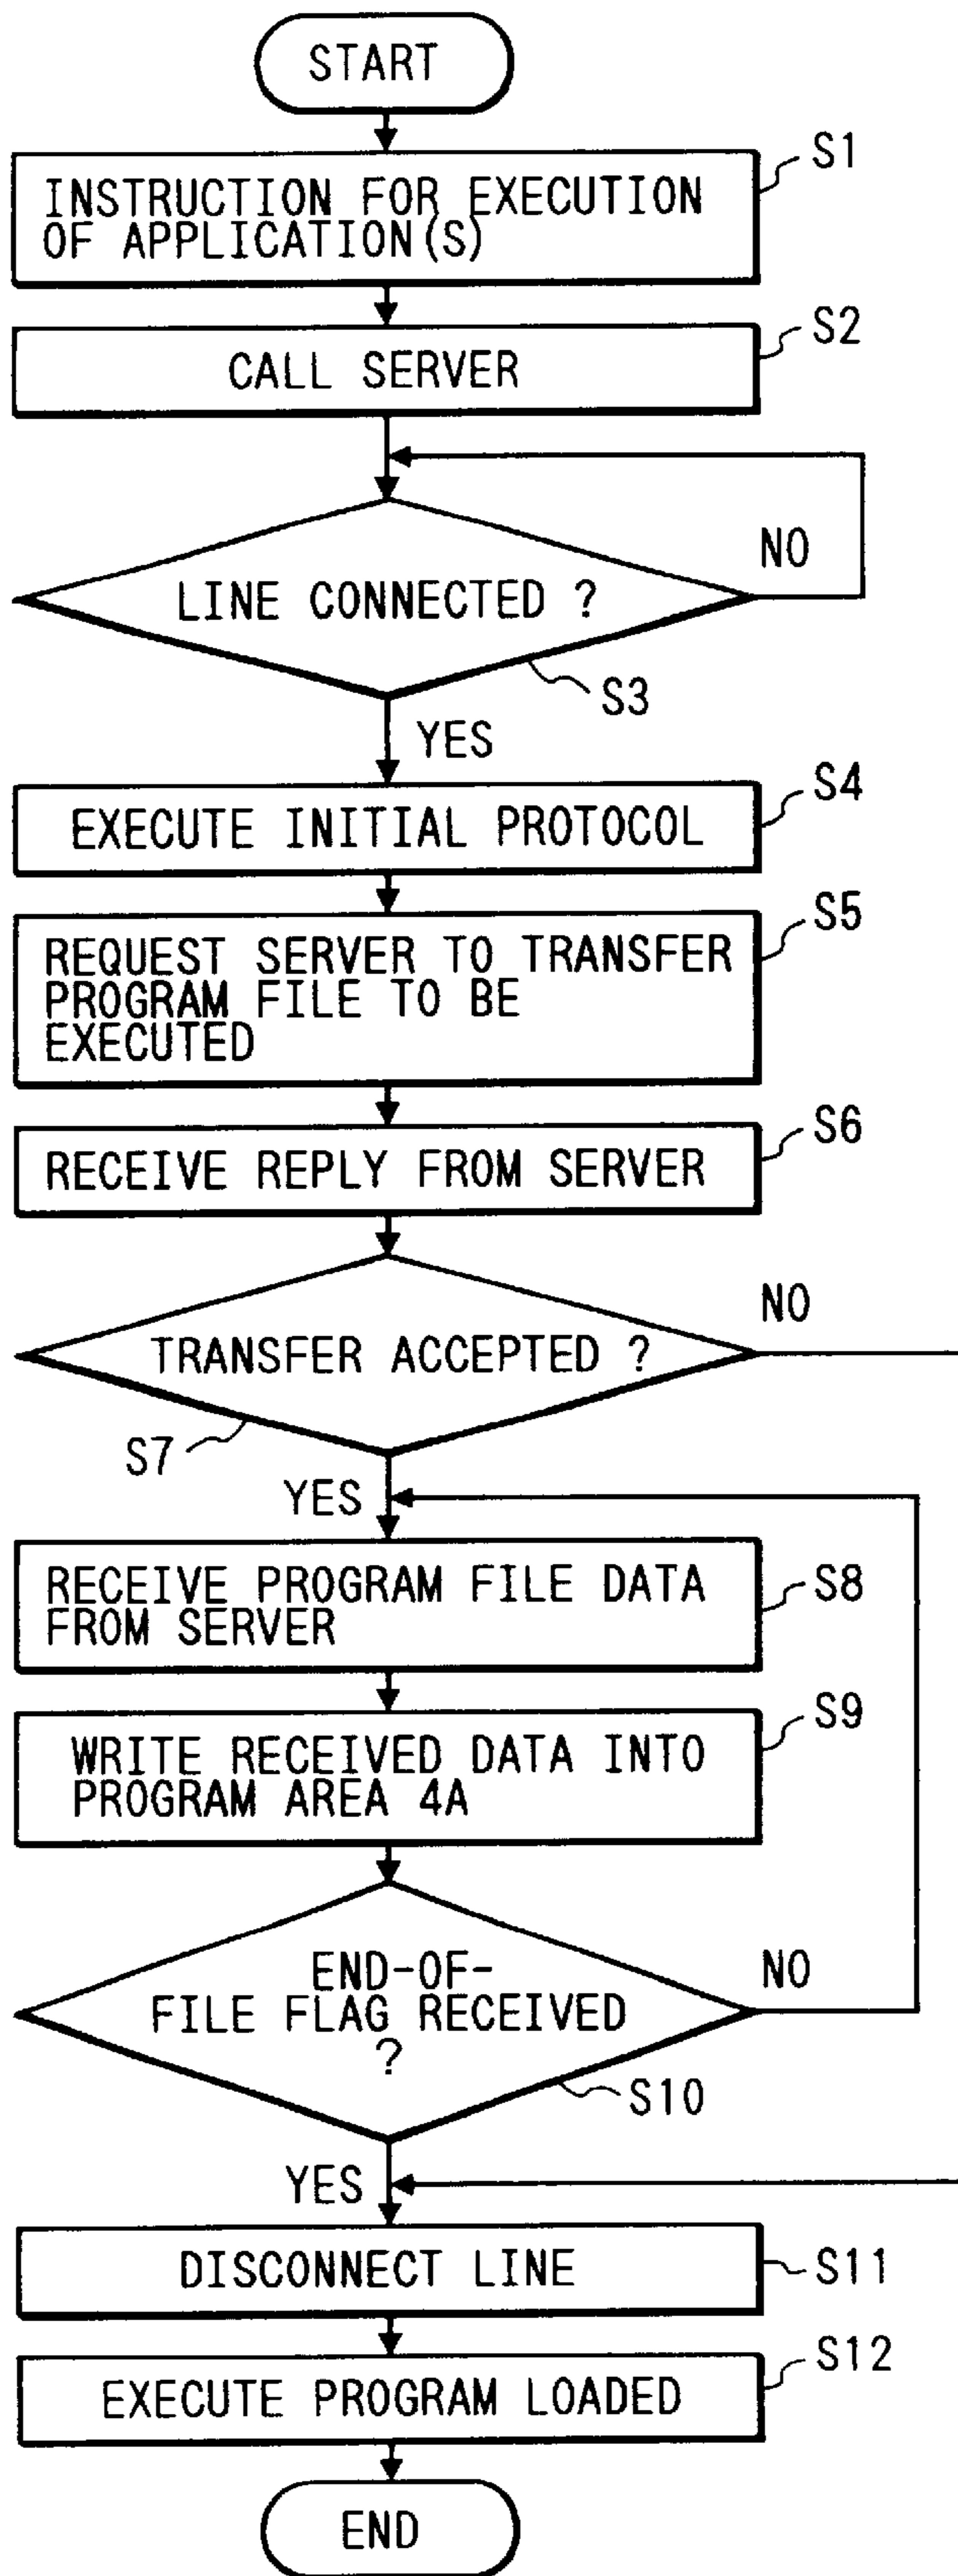 START
S1
INSTRUCTION FOR EXECUTION
OF APPLICATION(S)
S2
CALL SERVER
NO
LINE CONNECTED ?
S3
YES
S4
EXECUTE INITIAL PROTOCOL
S5
REQUEST SERVER TO TRANSFER
PROGRAM FILE TO BE
EXECUTED
S6
RECEIVE REPLY FROM SERVER
NO
TRANSFER ACCEPTED ?
S7
YES
RECEIVE PROGRAM FILE DATA
FROM SERVER
S8
S9
WRITE RECEIVED DATA INTO
PROGRAM AREA 4A
END-OF-
FILE FLAG RECEIVED
?
NO
S10
YES
DISCONNECT LINE
S11
S12
EXECUTE PROGRAM LOADED
END